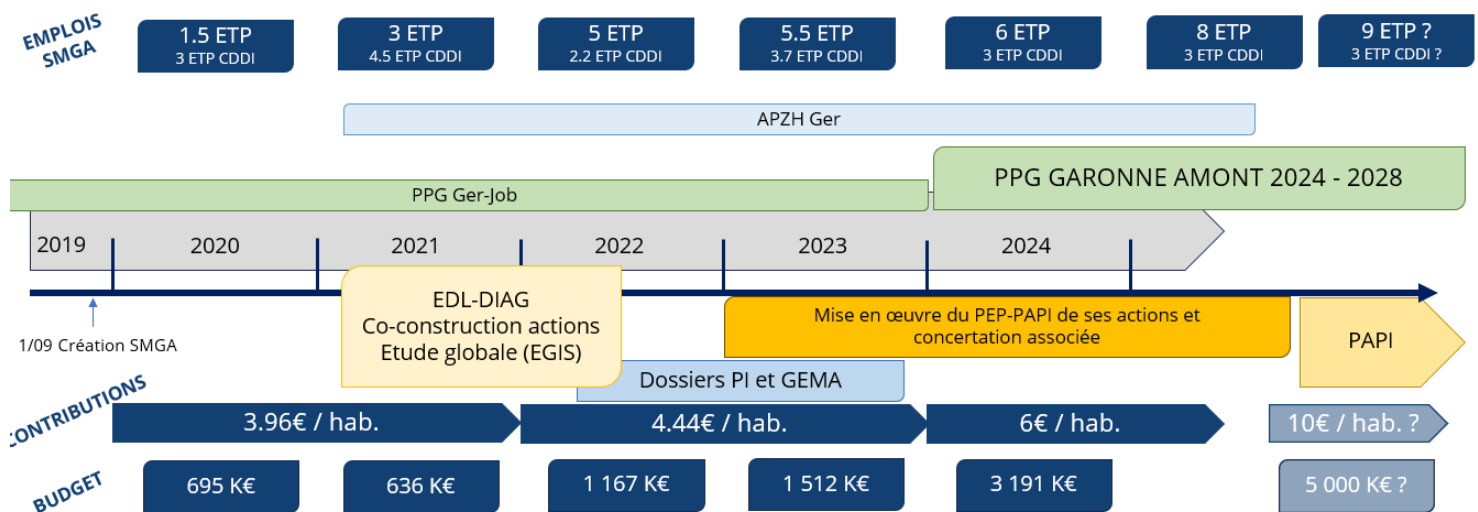 EMPLOIS
SMGA
1.5 ETP
3 ETP CDDI
3 ETP
4.5 ETP CDDI
5 ETP
2.2 ETP CDDI
5.5 ETP
3.7 ETP CDDI
6 ETP
3 ETP CDDI
8 ETP
3 ETP CDDI
9 ETP ?
3 ETP CDDI ?
APZH Ger
PPG Ger-Job
PPG GARONNE AMONT 2024 - 2028
2019
2020
2021
2022
2023
2024
1/09 Création SMGA
EDL-DIAG
Co-construction actions
Etude globale (EGIS)
Mise en œuvre du PEP-PAPI de ses actions et
concertation associée
PAPI
Dossiers PI et GEMA
CONTRIBUTIONS
3.96€ / hab.
4.44€ / hab.
6€ / hab.
10€ / hab. ?
BUDGET
695 K€
636 K€
1 167 K€
1 512 K€
3 191 K€
5 000 K€ ?